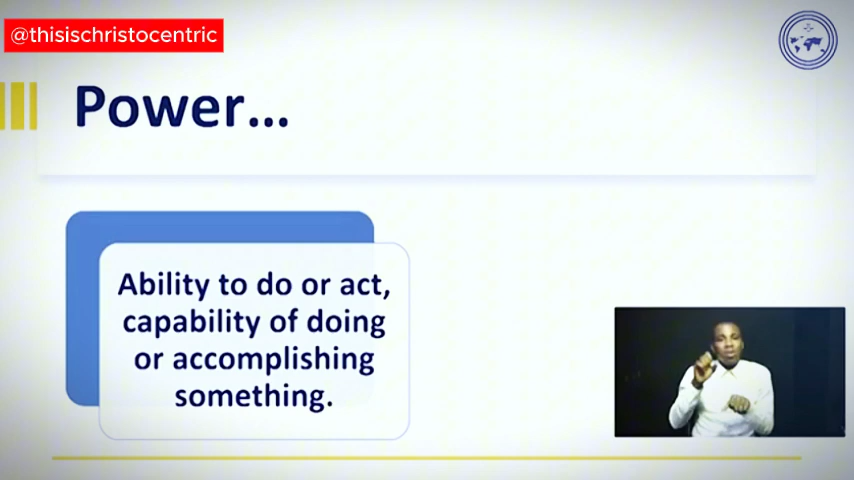 @thisischristocentric
Power...
Ability to do or act,
capability of doing
or accomplishing
something.